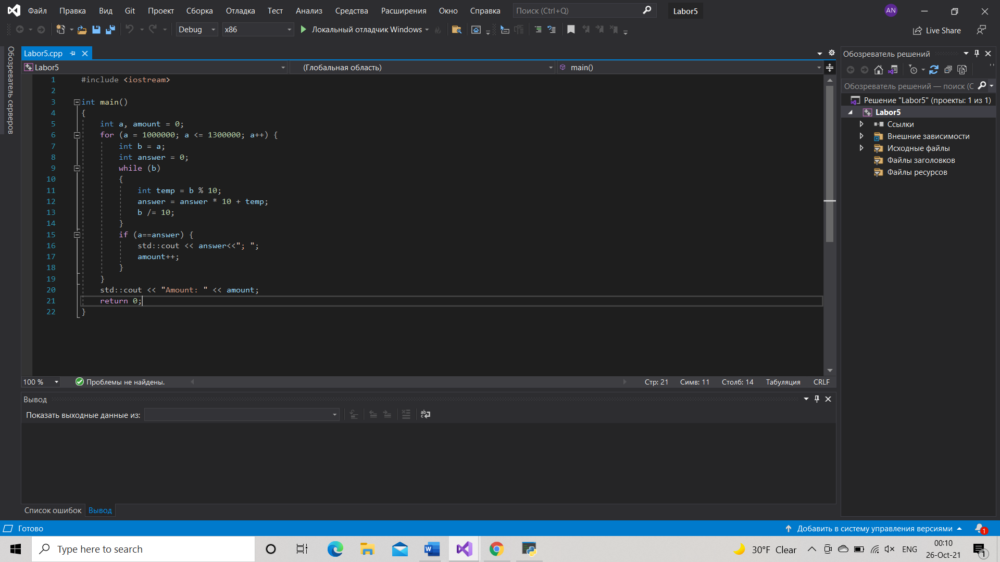 Файл Правка Вид Git Проект Сборка Отладка Тест Анализ Средства Расширения Окно Справка Поиск (Ctrl+Q) Labor5 AN
Debug x86 Локальный отладчик Windows Live Share
Обозреватель серверов
Labor5.cpp
Labor5 (Глобальная область) main()
1 #include <iostream>
2
3 int main()
4 {
5 int a, amount = 0;
6 for (a = 1000000; a <= 1300000; a++) {
7 int b = a;
8 int answer = 0;
9 while (b)
10 {
11 int temp = b % 10;
12 answer = answer * 10 + temp;
13 b /= 10;
14 }
15 if (a==answer) {
16 std::cout << answer<<"; ";
17 amount++;
18 }
19 }
20 std::cout << "Amount: " << amount;
21 return 0;
22 }
100 % Проблемы не найдены. Стр: 21 Симв: 11 Столб: 14 Табуляция CRLF
Вывод
Показать выходные данные из:
Список ошибок Вывод
Обозреватель решений
Обозреватель решений — поиск (C
Решение "Labor5" (проекты: 1 из 1)
Labor5
Ссылки
Внешние зависимости
Исходные файлы
Файлы заголовков
Файлы ресурсов
Готово Добавить в систему управления версиями 1
Type here to search 30°F Clear ENG 00:10
26-Oct-21 1